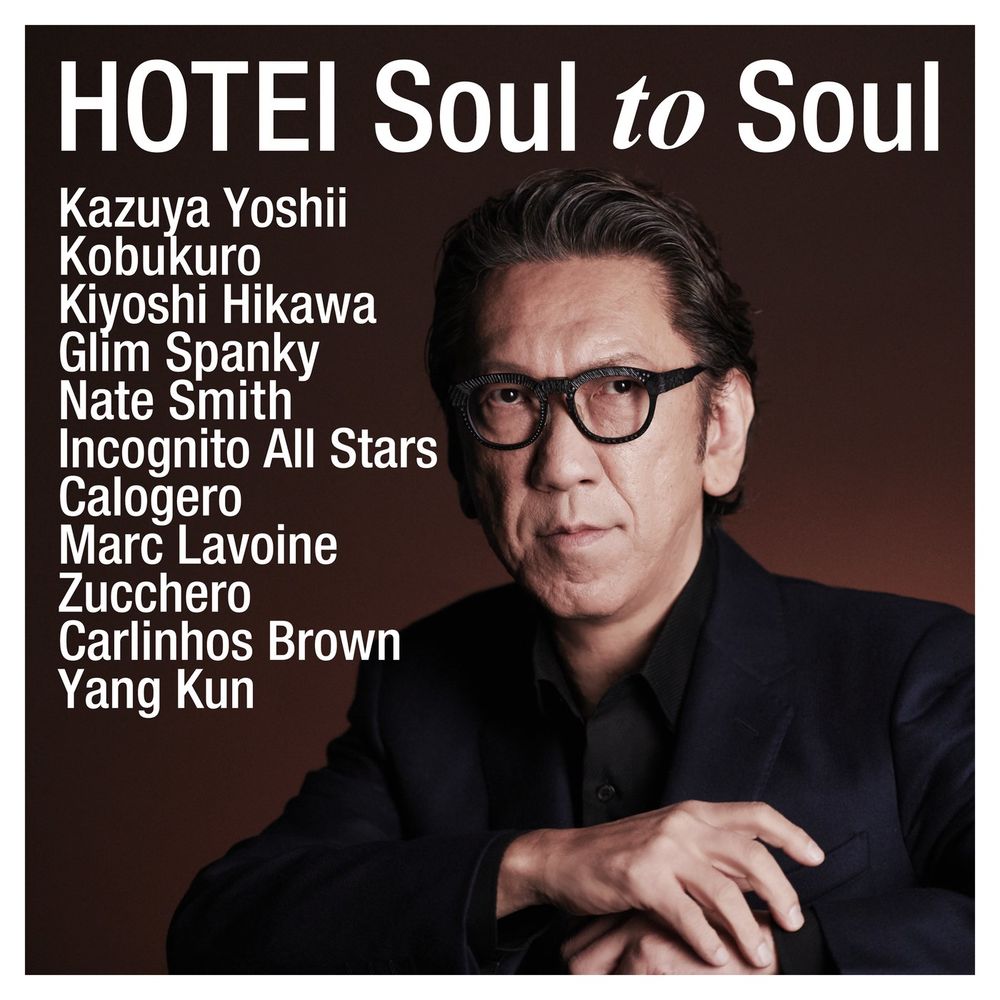 HOTEI Soul to Soul
Kazuya Yoshii
Kobukuro
Kiyoshi Hikawa
Glim Spanky
Nate Smith
Incognito All Stars
Calogero
Marc Lavoine
Zucchero
Carlinhos Brown
Yang Kun